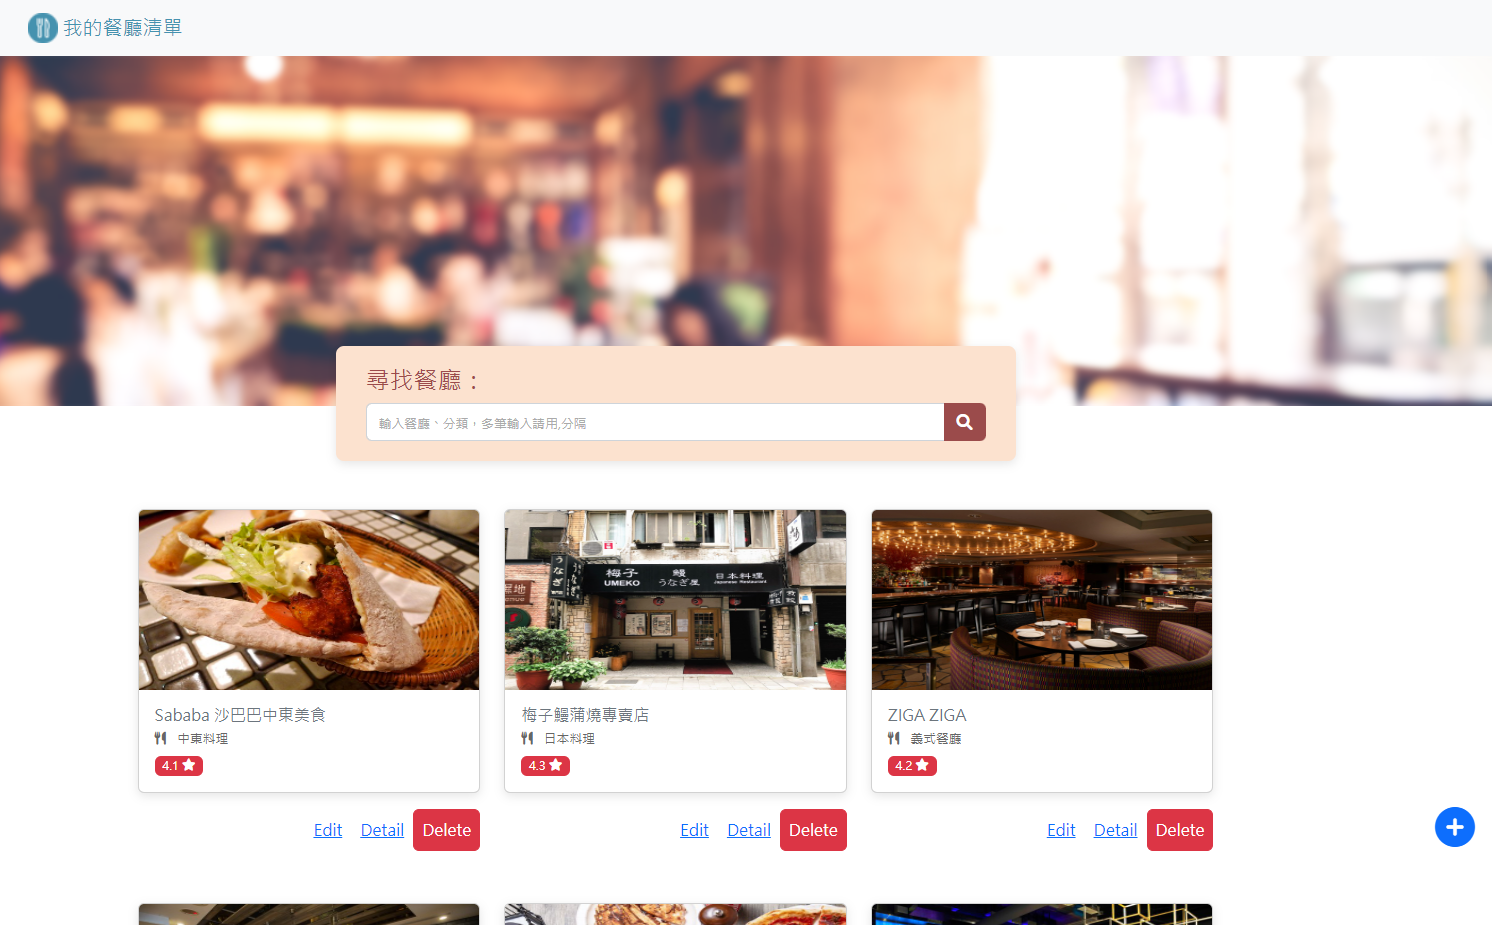 我的餐廳清單
尋找餐廳：
輸入餐廳、分類，多筆輸入請用,分隔
うなぎ
梅子 鰻 日本料理
UMEKO うなぎ屋 Japanese Restaurant
Sababa 沙巴巴中東美食
中東料理
4.1
Edit Detail Delete
梅子鰻蒲燒專賣店
日本料理
4.3
Edit Detail Delete
ZIGA ZIGA
義式餐廳
4.2
Edit Detail Delete